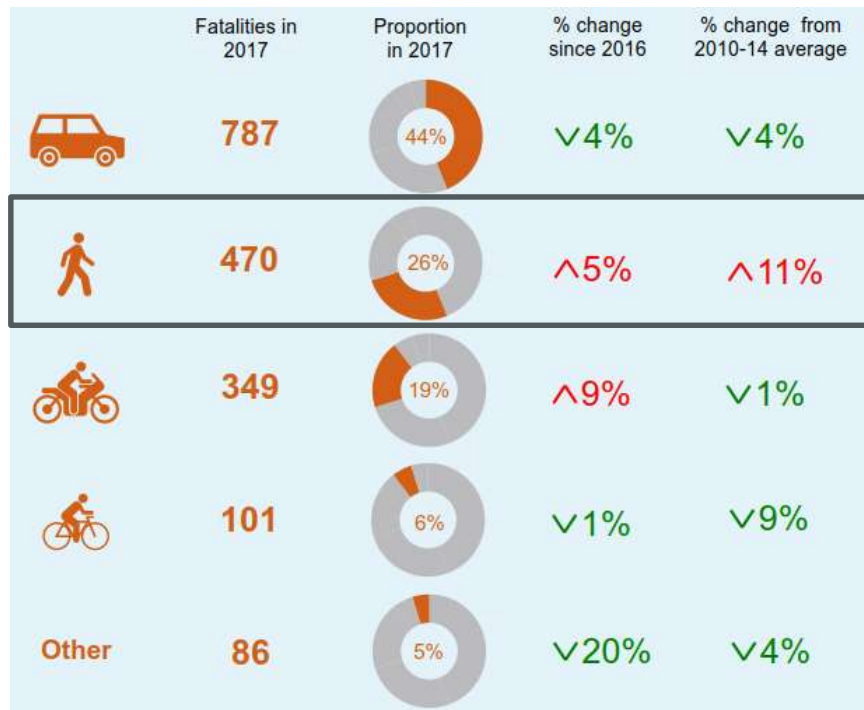 Fatalities in
2017
Proportion
in 2017
% change
since 2016
% change from
2010-14 average
787
44%
4%
4%
470
26%
5%
11%
349
19%
9%
1%
101
6%
1%
9%
Other
86
5%
20%
4%